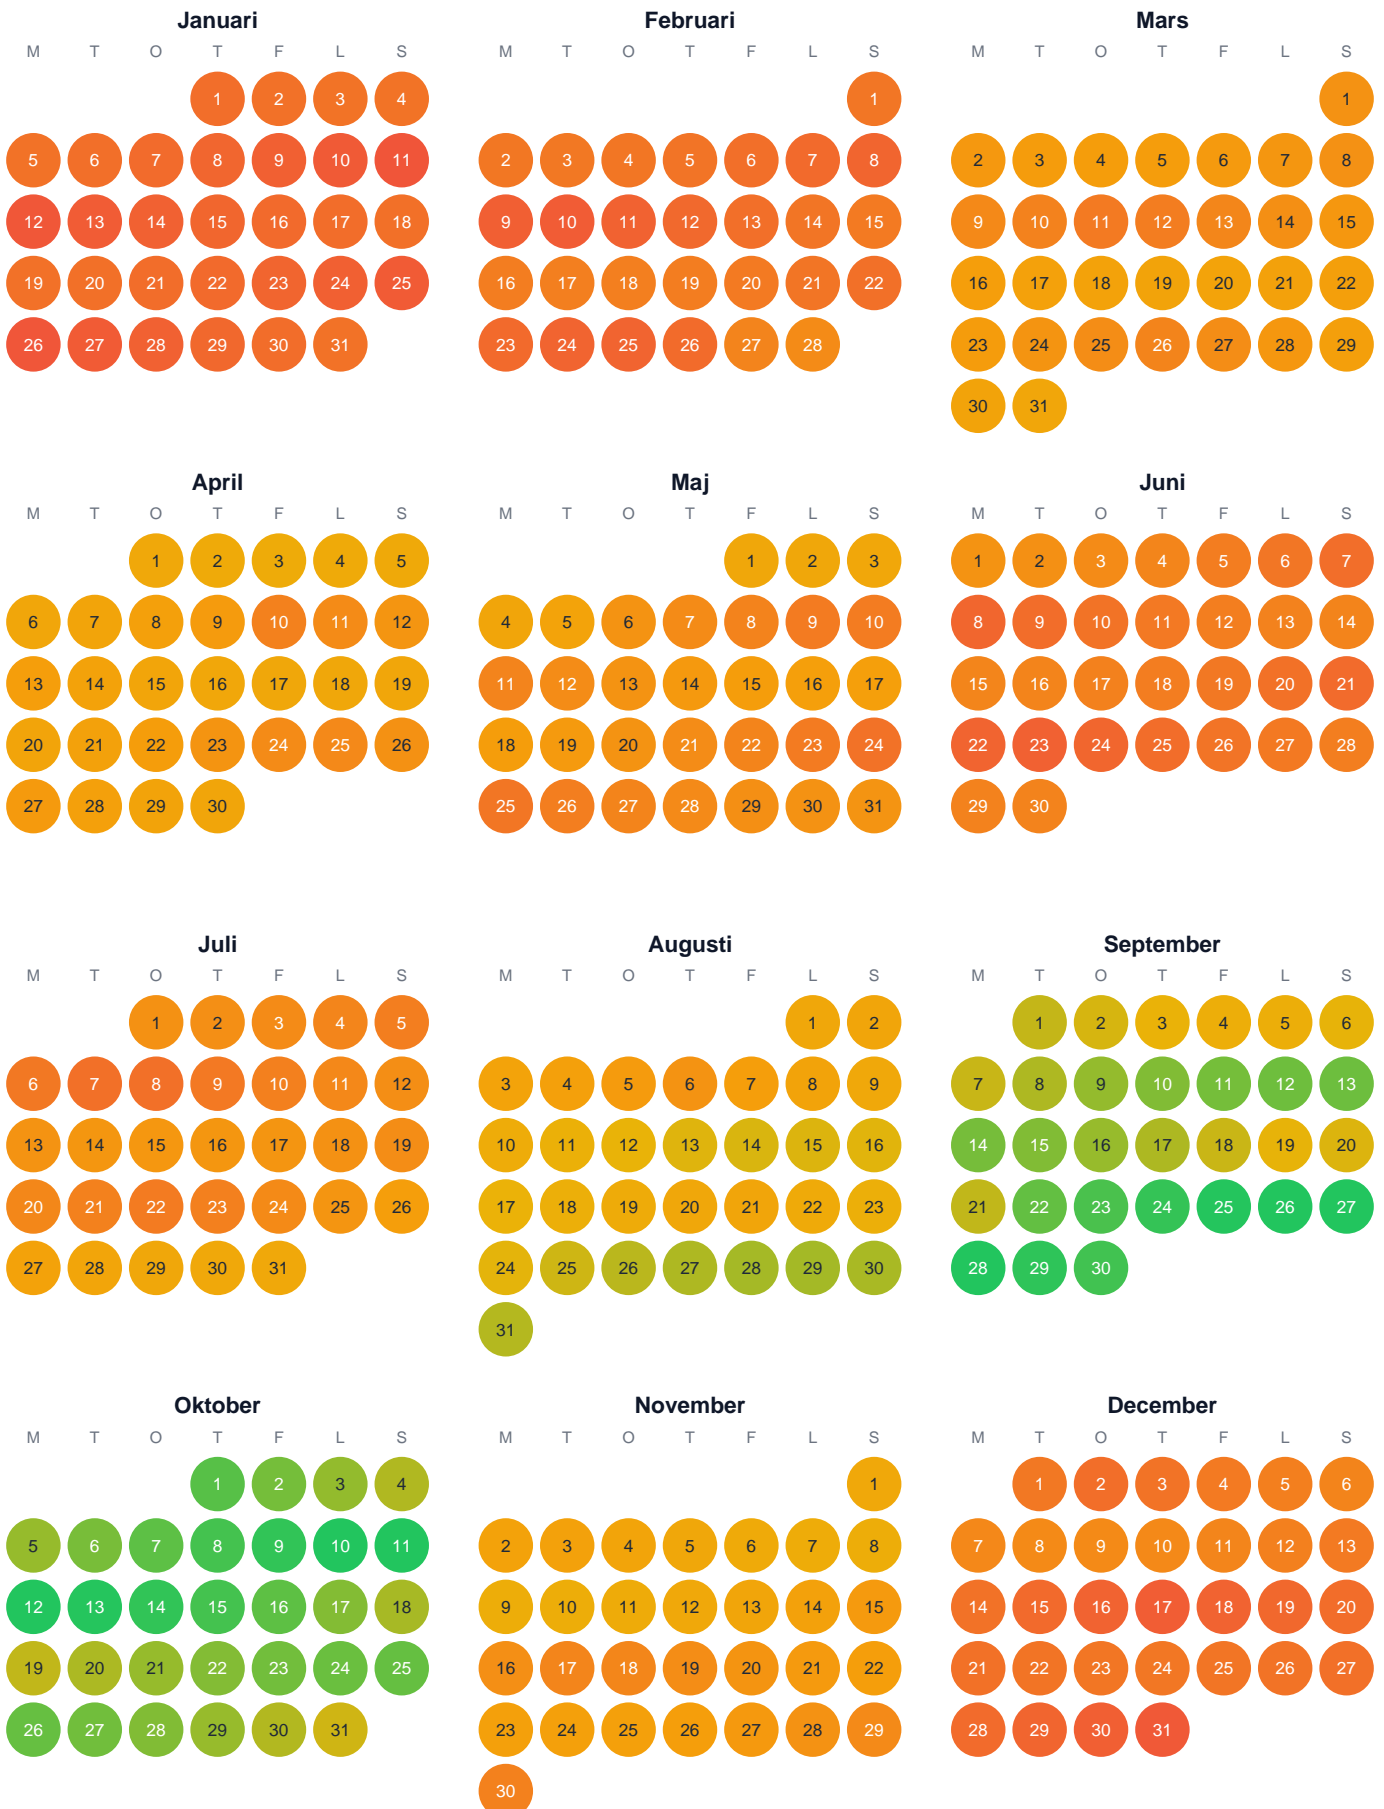 Januari Februari Mars
M T O T F L S M T O T F L S M T O T F L S
1 2 3 4 1 1
5 6 7 8 9 10 11 2 3 4 5 6 7 8 2 3 4 5 6 7 8
12 13 14 15 16 17 18 9 10 11 12 13 14 15 9 10 11 12 13 14 15
19 20 21 22 23 24 25 16 17 18 19 20 21 22 16 17 18 19 20 21 22
26 27 28 29 30 31 23 24 25 26 27 28 23 24 25 26 27 28 29
30 31
April Maj Juni
M T O T F L S M T O T F L S M T O T F L S
1 2 3 4 5 1 2 3 1 2 3 4 5 6 7
6 7 8 9 10 11 12 4 5 6 7 8 9 10 8 9 10 11 12 13 14
13 14 15 16 17 18 19 11 12 13 14 15 16 17 15 16 17 18 19 20 21
20 21 22 23 24 25 26 18 19 20 21 22 23 24 22 23 24 25 26 27 28
27 28 29 30 25 26 27 28 29 30 31 29 30
Juli Augusti September
M T O T F L S M T O T F L S M T O T F L S
1 2 3 4 5 1 2 1 2 3 4 5 6
6 7 8 9 10 11 12 3 4 5 6 7 8 9 7 8 9 10 11 12 13
13 14 15 16 17 18 19 10 11 12 13 14 15 16 14 15 16 17 18 19 20
20 21 22 23 24 25 26 17 18 19 20 21 22 23 21 22 23 24 25 26 27
27 28 29 30 31 24 25 26 27 28 29 30 28 29 30
31
Oktober November December
M T O T F L S M T O T F L S M T O T F L S
1 2 3 4 1 1 2 3 4 5 6
5 6 7 8 9 10 11 2 3 4 5 6 7 8 7 8 9 10 11 12 13
12 13 14 15 16 17 18 9 10 11 12 13 14 15 14 15 16 17 18 19 20
19 20 21 22 23 24 25 16 17 18 19 20 21 22 21 22 23 24 25 26 27
26 27 28 29 30 31 23 24 25 26 27 28 29 28 29 30 31
30